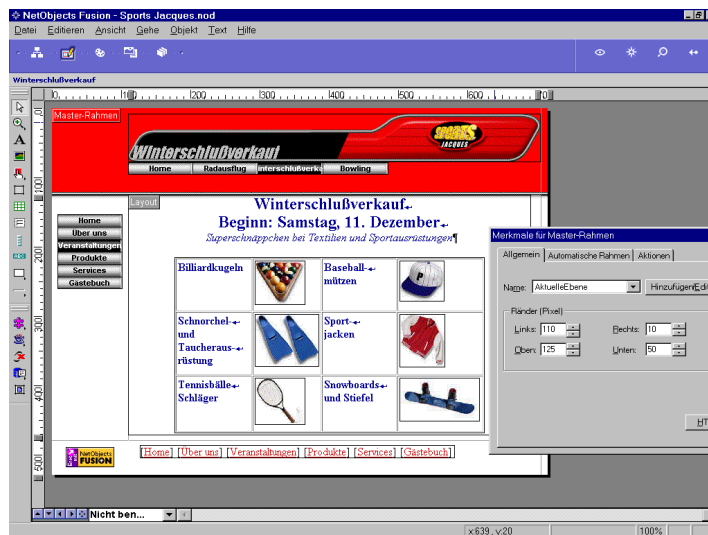 NetObjects Fusion - Sports Jacques.nod
Datei Editieren Ansicht Gehe Objekt Text Hilfe
Winterschlußverkauf
Master-Rahmen
Winterschlußverkauf
SPORTS
JACQUES
Home Radausflug interschlußverka Bowling
Layout
Winterschlußverkauf
Beginn: Samstag, 11. Dezember
Superschnäppchen bei Textilien und Sportausrüstungen¶
Home
Über uns
Veranstaltungen
Produkte
Services
Gästebuch
Billiardkugeln
Baseball-
mützen
Schnorchel-
und
Taucheraus-
rüstung
Sport-
jacken
Tennisbälle
Schläger
Snowboards
und Stiefel
Merkmale für Master-Rahmen
Allgemein Automatische Rahmen Aktionen
Name: AktuelleEbene Hinzufügen/Edi
Ränder (Pixel)
Links: 110 Rechts: 10
Oben: 125 Unten: 50
HT
NetObjects
FUSION
[Home] [Über uns] [Veranstaltungen] [Produkte] [Services] [Gästebuch]
Nicht ben...
x:639, y:20 100%